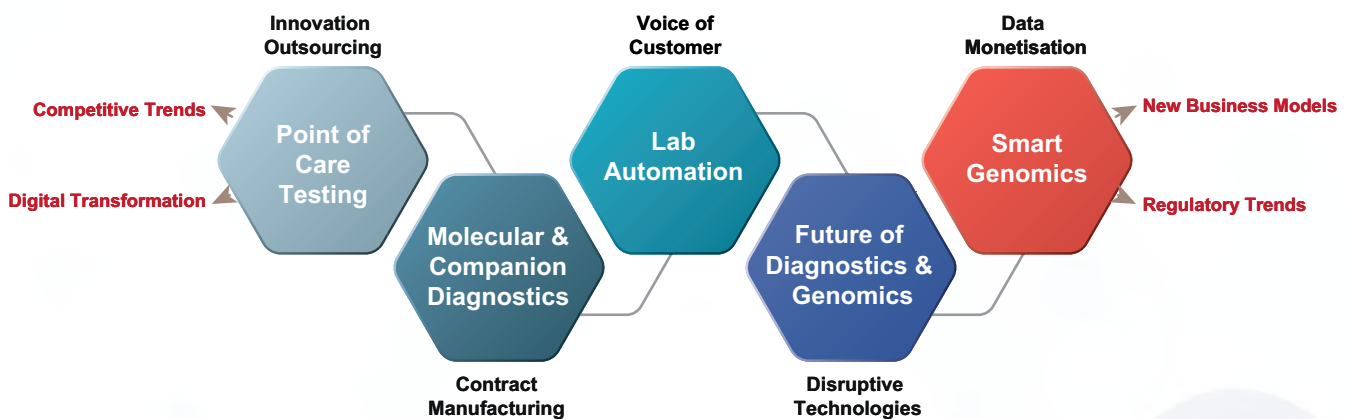 Innovation
Outsourcing
Voice of
Customer
Data
Monetisation
Competitive Trends
Digital Transformation
Point of
Care
Testing
Molecular &
Companion
Diagnostics
Lab
Automation
Future of
Diagnostics &
Genomics
Smart
Genomics
New Business Models
Regulatory Trends
Contract
Manufacturing
Disruptive
Technologies